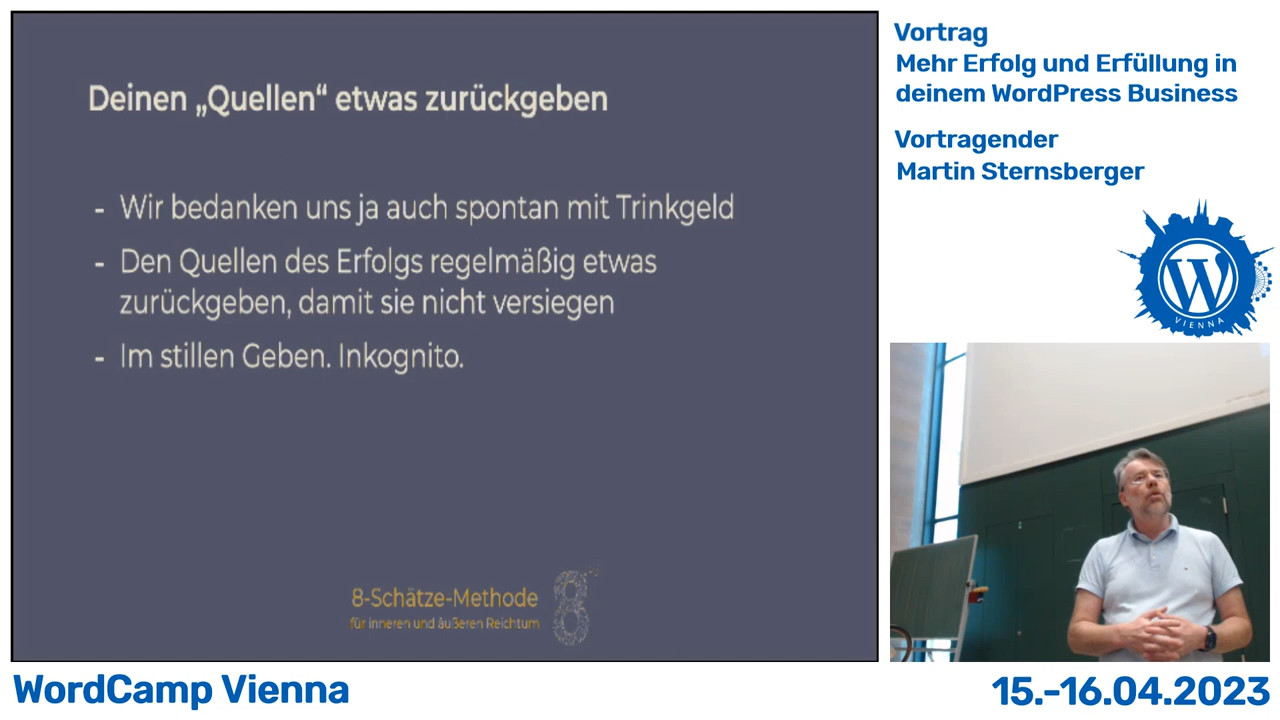 Deinen „Quellen“ etwas zurückgeben
- Wir bedanken uns ja auch spontan mit Trinkgeld
- Den Quellen des Erfolgs regelmäßig etwas
zurückgeben, damit sie nicht versiegen
- Im stillen Geben. Inkognito.
8-Schätze-Methode
für inneren und äußeren Reichtum
Vortrag
Mehr Erfolg und Erfüllung in
deinem WordPress Business
Vortragender
Martin Sternsberger
W
VIENNA
WordCamp Vienna
15.-16.04.2023